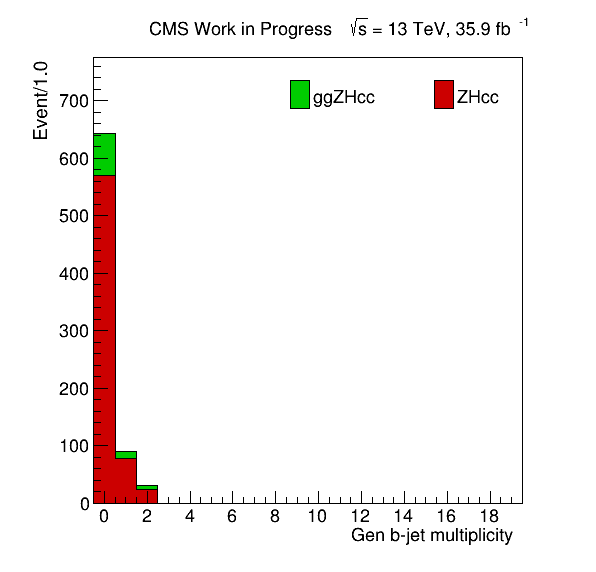 CMS Work in Progress √s = 13 TeV, 35.9 fb -1
Event/1.0
ggZHcc ZHcc
700
600
500
400
300
200
100
0
0 2 4 6 8 10 12 14 16 18
Gen b-jet multiplicity